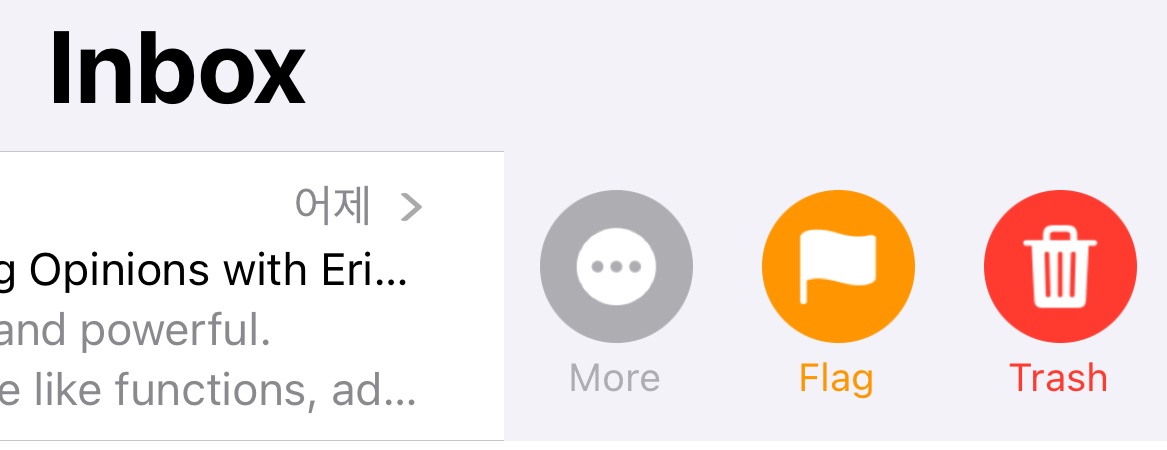 Inbox
어제
g Opinions with Eri...
and powerful.
e like functions, ad...
More
Flag
Trash